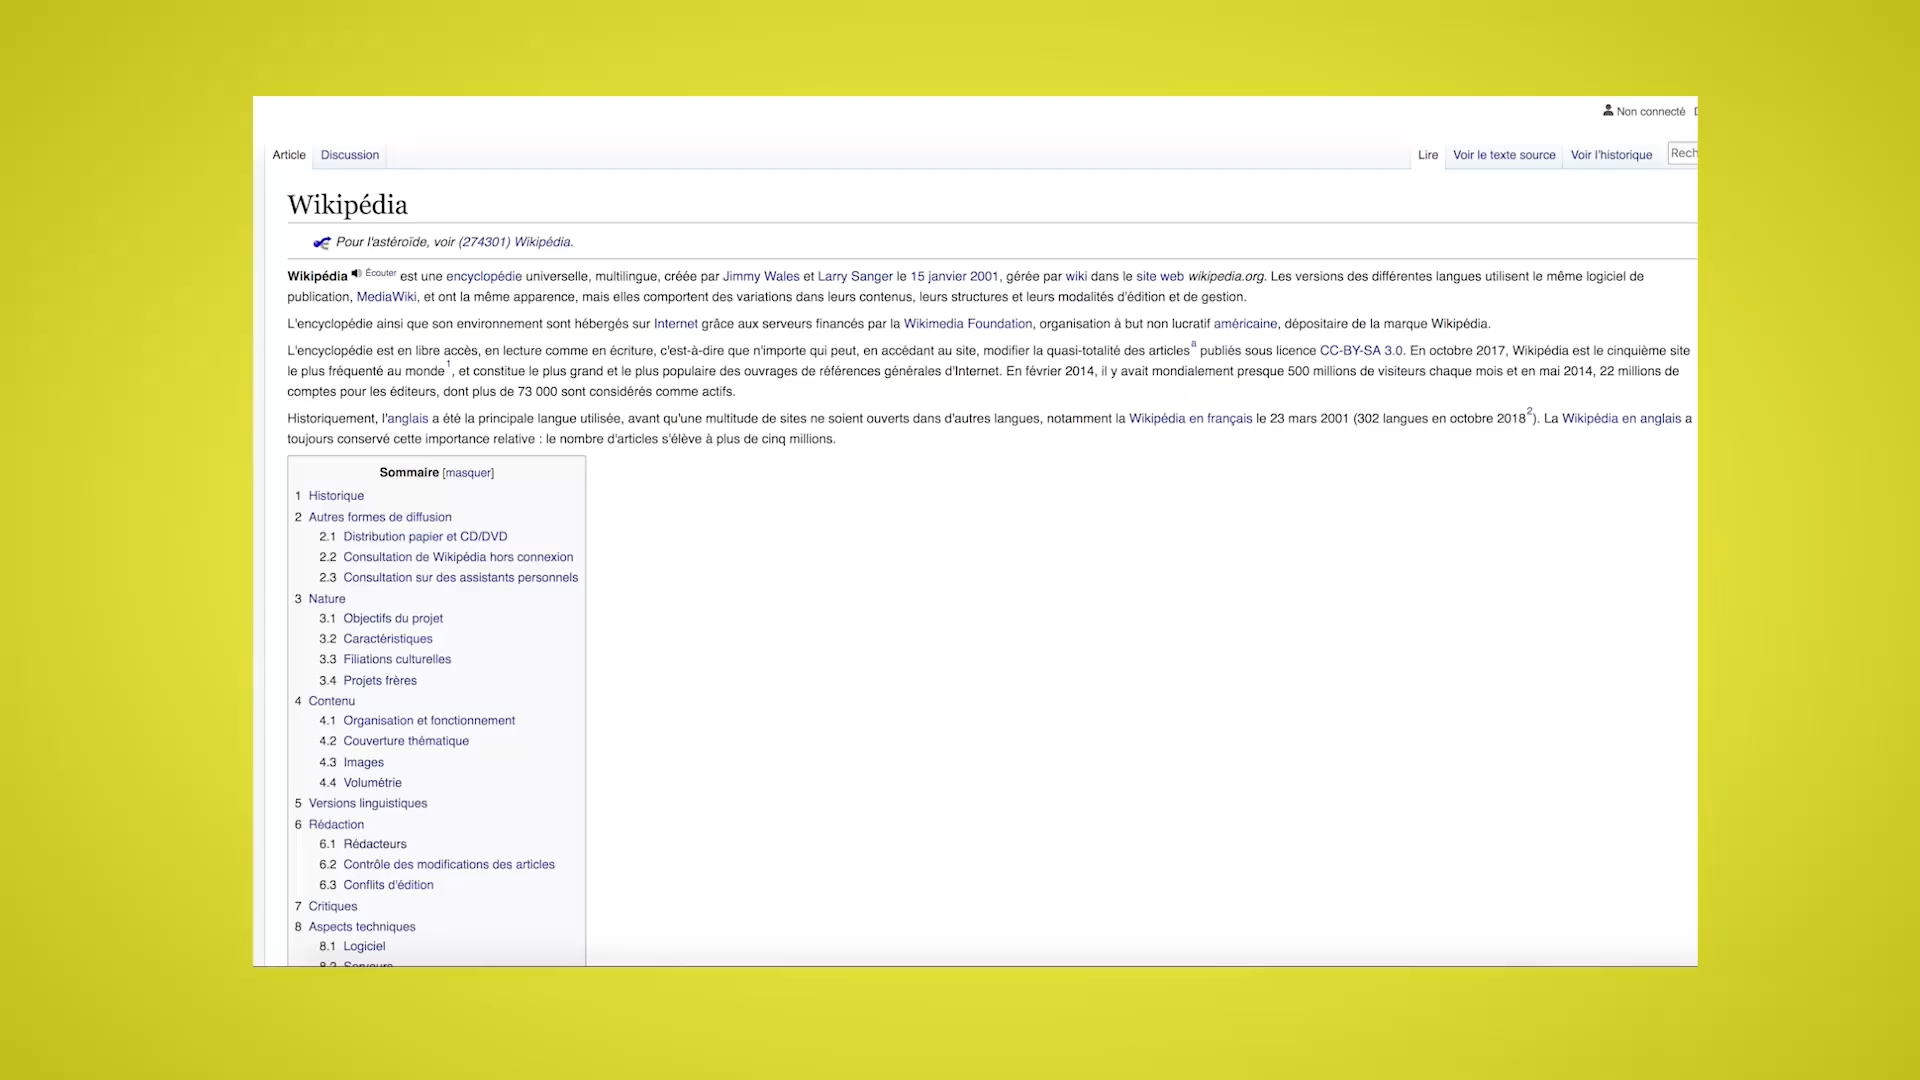 Non connecté
Article Discussion Lire Voir le texte source Voir l'historique Rech
Wikipédia
Pour l'astéroïde, voir (274301) Wikipédia.
Wikipédia Écouter est une encyclopédie universelle, multilingue, créée par Jimmy Wales et Larry Sanger le 15 janvier 2001, gérée par wiki dans le site web wikipedia.org. Les versions des différentes langues utilisent le même logiciel de
publication, MediaWiki, et ont la même apparence, mais elles comportent des variations dans leurs contenus, leurs structures et leurs modalités d'édition et de gestion.
L'encyclopédie ainsi que son environnement sont hébergés sur Internet grâce aux serveurs financés par la Wikimedia Foundation, organisation à but non lucratif américaine, dépositaire de la marque Wikipédia.
L'encyclopédie est en libre accès, en lecture comme en écriture, c'est-à-dire que n'importe qui peut, en accédant au site, modifier la quasi-totalité des articles a publiés sous licence CC-BY-SA 3.0. En octobre 2017, Wikipédia est le cinquième site
le plus fréquenté au monde 1, et constitue le plus grand et le plus populaire des ouvrages de références générales d'Internet. En février 2014, il y avait mondialement presque 500 millions de visiteurs chaque mois et en mai 2014, 22 millions de
comptes pour les éditeurs, dont plus de 73 000 sont considérés comme actifs.
Historiquement, l'anglais a été la principale langue utilisée, avant qu'une multitude de sites ne soient ouverts dans d'autres langues, notamment la Wikipédia en français le 23 mars 2001 (302 langues en octobre 2018 2). La Wikipédia en anglais a
toujours conservé cette importance relative : le nombre d'articles s'élève à plus de cinq millions.
Sommaire [masquer]
1 Historique
2 Autres formes de diffusion
2.1 Distribution papier et CD/DVD
2.2 Consultation de Wikipédia hors connexion
2.3 Consultation sur des assistants personnels
3 Nature
3.1 Objectifs du projet
3.2 Caractéristiques
3.3 Filiations culturelles
3.4 Projets frères
4 Contenu
4.1 Organisation et fonctionnement
4.2 Couverture thématique
4.3 Images
4.4 Volumétrie
5 Versions linguistiques
6 Rédaction
6.1 Rédacteurs
6.2 Contrôle des modifications des articles
6.3 Conflits d'édition
7 Critiques
8 Aspects techniques
8.1 Logiciel
8.2 Serveurs